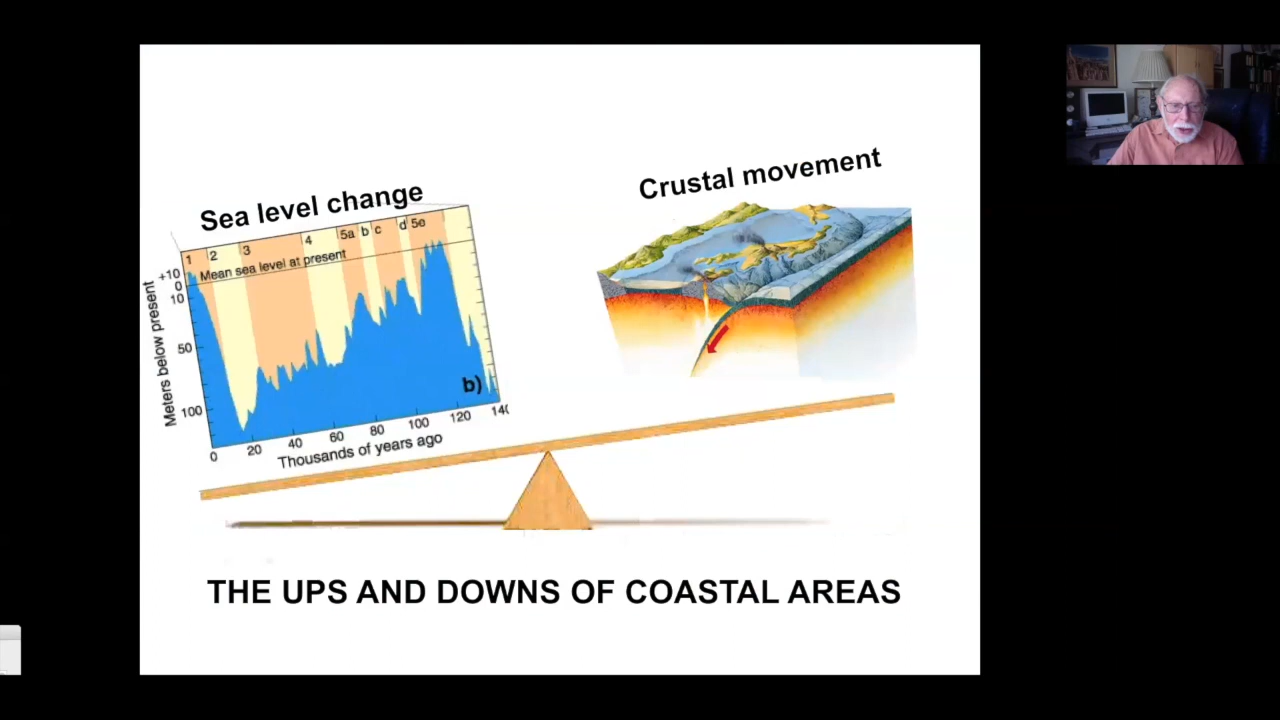 Sea level change
Crustal movement
1 2 3 4 5a b c d 5e
Mean sea level at present
+10
0
10
50
100
Meters below present
b)
0 20 40 60 80 100 120 140
Thousands of years ago
THE UPS AND DOWNS OF COASTAL AREAS